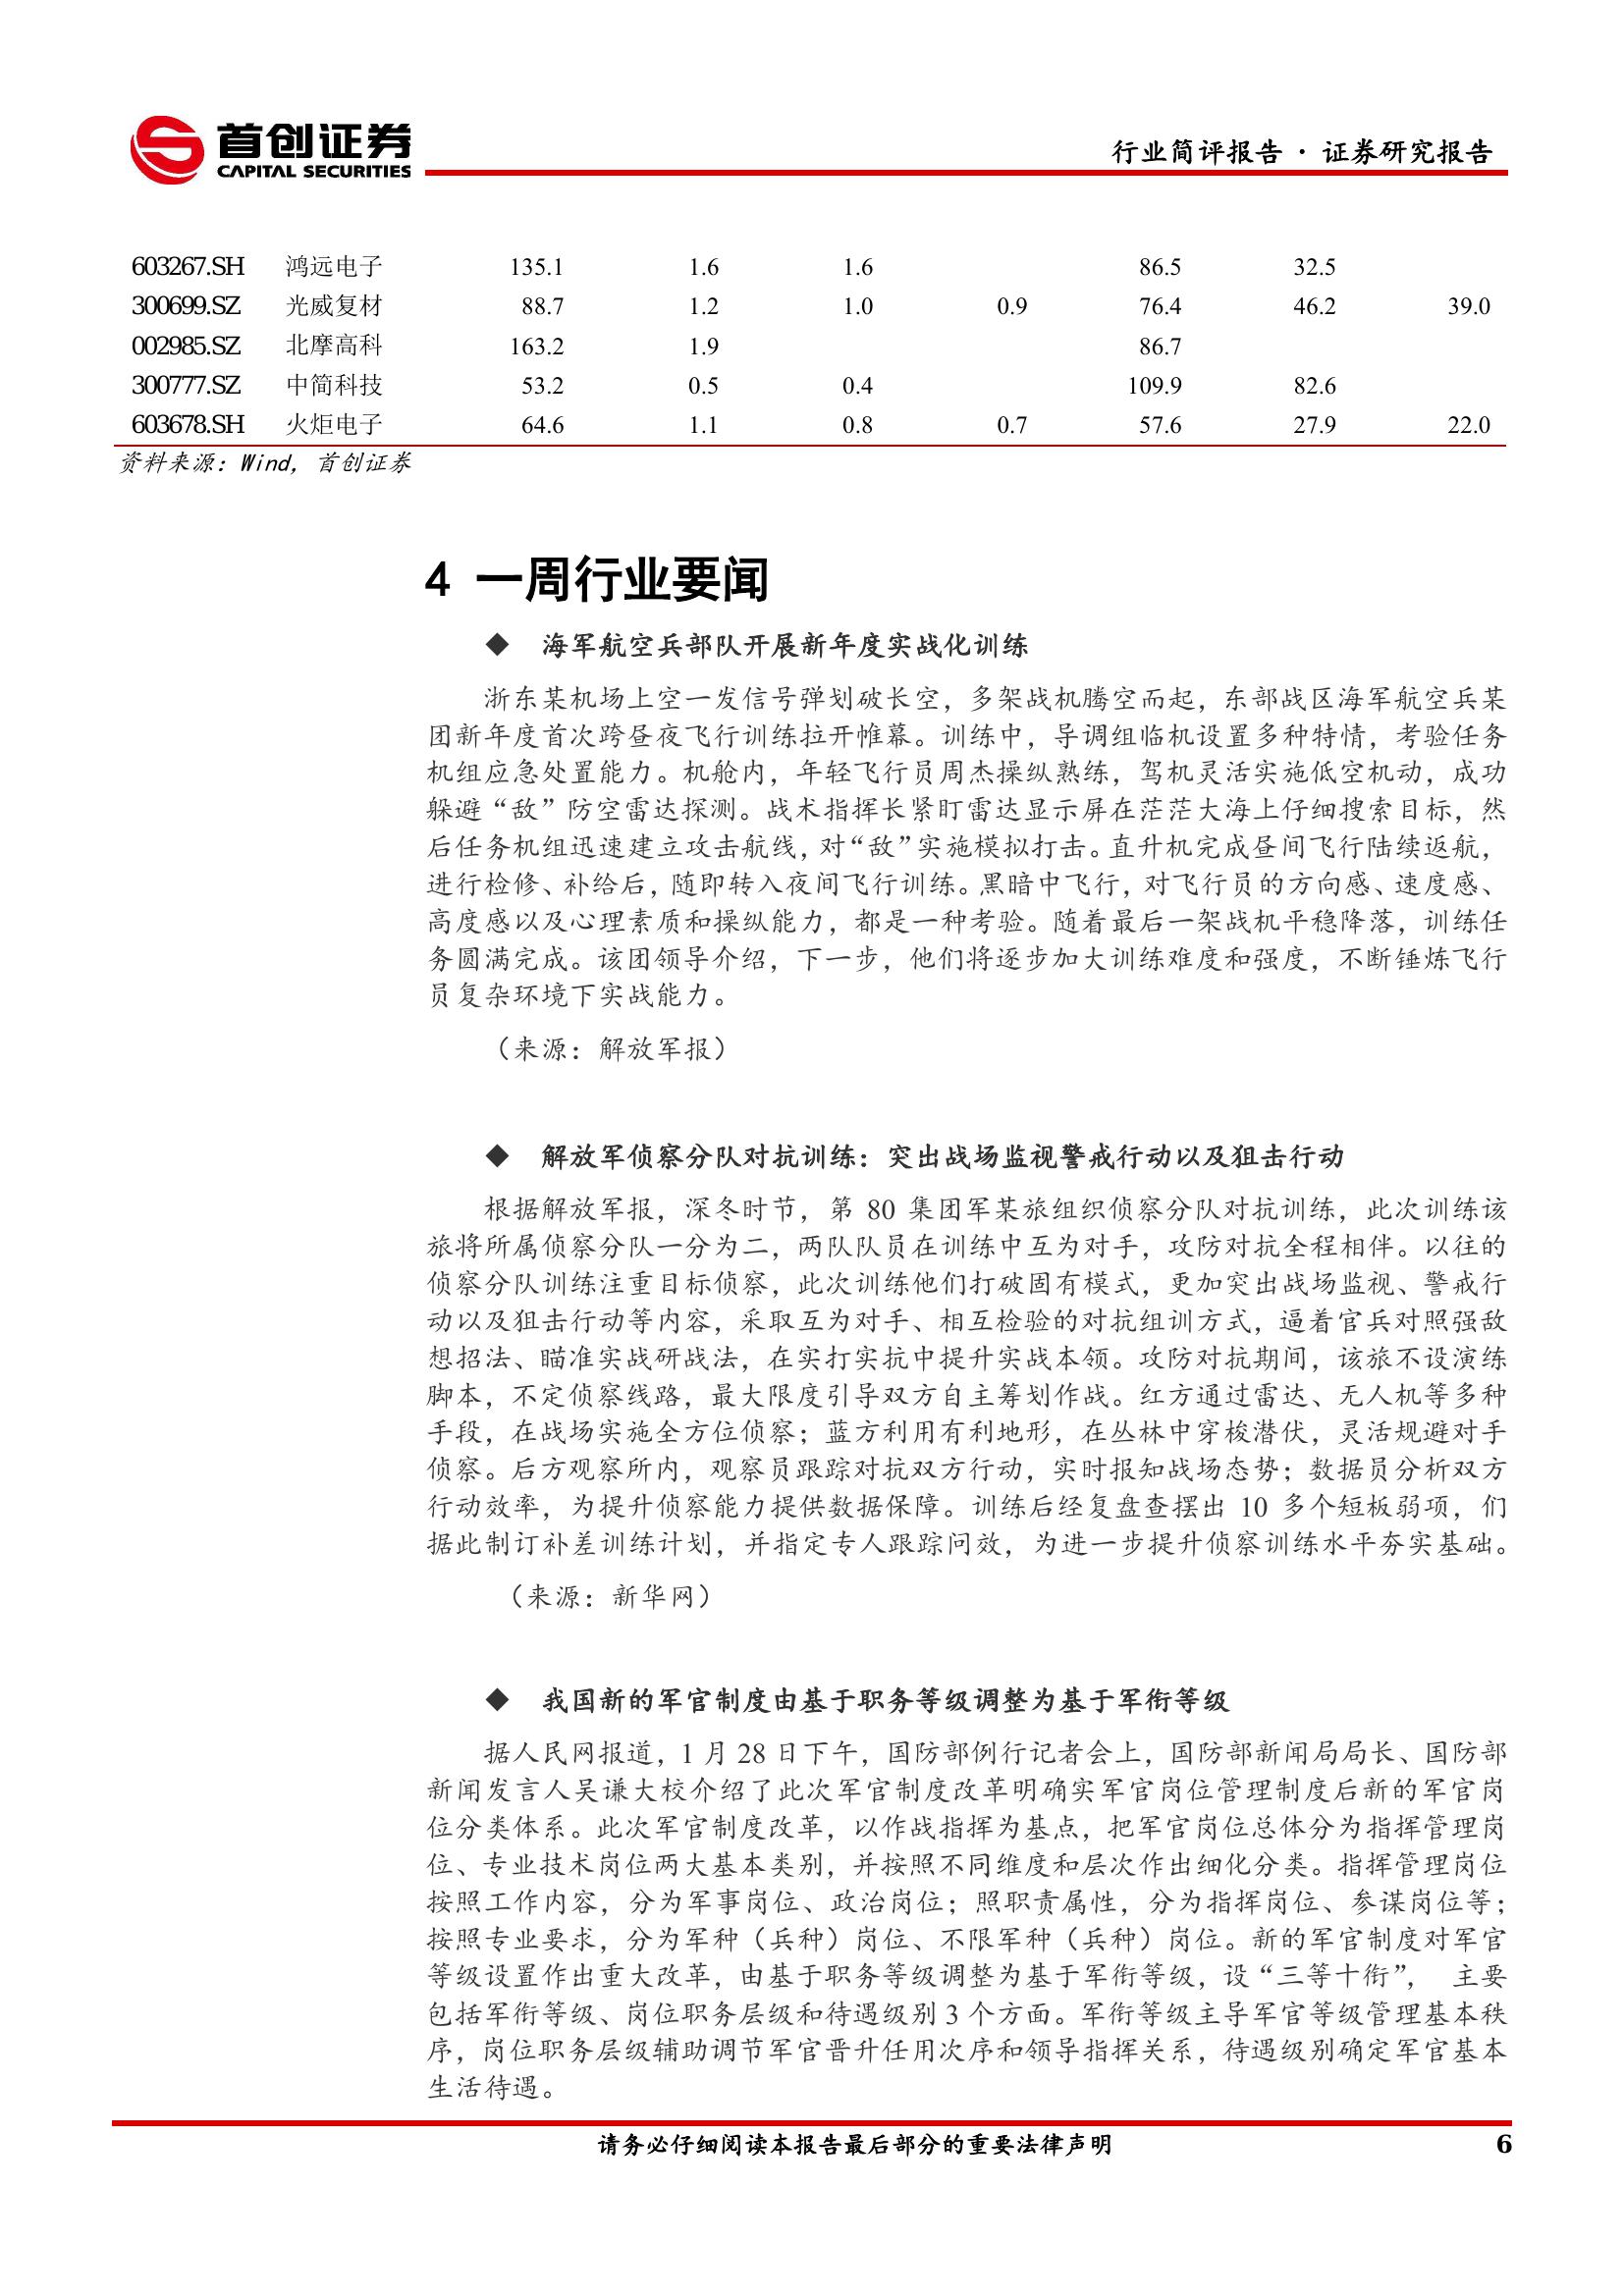 首创证券
CAPITAL SECURITIES
行业简评报告 · 证券研究报告
603267.SH 鸿远电子 135.1 1.6 1.6 86.5 32.5
300699.SZ 光威复材 88.7 1.2 1.0 0.9 76.4 46.2 39.0
002985.SZ 北摩高科 163.2 1.9 86.7
300777.SZ 中简科技 53.2 0.5 0.4 109.9 82.6
603678.SH 火炬电子 64.6 1.1 0.8 0.7 57.6 27.9 22.0
资料来源：Wind，首创证券
4 一周行业要闻
◆ 海军航空兵部队开展新年度实战化训练
浙东某机场上空一发信号弹划破长空，多架战机腾空而起，东部战区海军航空兵某
团新年度首次跨昼夜飞行训练拉开帷幕。训练中，导调组临机设置多种特情，考验任务
机组应急处置能力。机舱内，年轻飞行员周杰操纵熟练，驾机灵活实施低空机动，成功
躲避“敌”防空雷达探测。战术指挥长紧盯雷达显示屏在茫茫大海上仔细搜索目标，然
后任务机组迅速建立攻击航线，对“敌”实施模拟打击。直升机完成昼间飞行陆续返航，
进行检修、补给后，随即转入夜间飞行训练。黑暗中飞行，对飞行员的方向感、速度感、
高度感以及心理素质和操纵能力，都是一种考验。随着最后一架战机平稳降落，训练任
务圆满完成。该团领导介绍，下一步，他们将逐步加大训练难度和强度，不断锤炼飞行
员复杂环境下实战能力。
（来源：解放军报）
◆ 解放军侦察分队对抗训练：突出战场监视警戒行动以及狙击行动
根据解放军报，深冬时节，第 80 集团军某旅组织侦察分队对抗训练，此次训练该
旅将所属侦察分队一分为二，两队队员在训练中互为对手，攻防对抗全程相伴。以往的
侦察分队训练注重目标侦察，此次训练他们打破固有模式，更加突出战场监视、警戒行
动以及狙击行动等内容，采取互为对手、相互检验的对抗组训方式，逼着官兵对照强敌
想招法、瞄准实战研战法，在实打实抗中提升实战本领。攻防对抗期间，该旅不设演练
脚本，不定侦察线路，最大限度引导双方自主筹划作战。红方通过雷达、无人机等多种
手段，在战场实施全方位侦察；蓝方利用有利地形，在丛林中穿梭潜伏，灵活规避对手
侦察。后方观察所内，观察员跟踪对抗双方行动，实时报知战场态势；数据员分析双方
行动效率，为提升侦察能力提供数据保障。训练后经复盘查摆出 10 多个短板弱项，们
据此制订补差训练计划，并指定专人跟踪问效，为进一步提升侦察训练水平夯实基础。
（来源：新华网）
◆ 我国新的军官制度由基于职务等级调整为基于军衔等级
据人民网报道，1 月 28 日下午，国防部例行记者会上，国防部新闻局局长、国防部
新闻发言人吴谦大校介绍了此次军官制度改革明确实军官岗位管理制度后新的军官岗
位分类体系。此次军官制度改革，以作战指挥为基点，把军官岗位总体分为指挥管理岗
位、专业技术岗位两大基本类别，并按照不同维度和层次作出细化分类。指挥管理岗位
按照工作内容，分为军事岗位、政治岗位；照职责属性，分为指挥岗位、参谋岗位等；
按照专业要求，分为军种（兵种）岗位、不限军种（兵种）岗位。新的军官制度对军官
等级设置作出重大改革，由基于职务等级调整为基于军衔等级，设“三等十衔”， 主要
包括军衔等级、岗位职务层级和待遇级别 3 个方面。军衔等级主导军官等级管理基本秩
序，岗位职务层级辅助调节军官晋升任用次序和领导指挥关系，待遇级别确定军官基本
生活待遇。
请务必仔细阅读本报告最后部分的重要法律声明 6